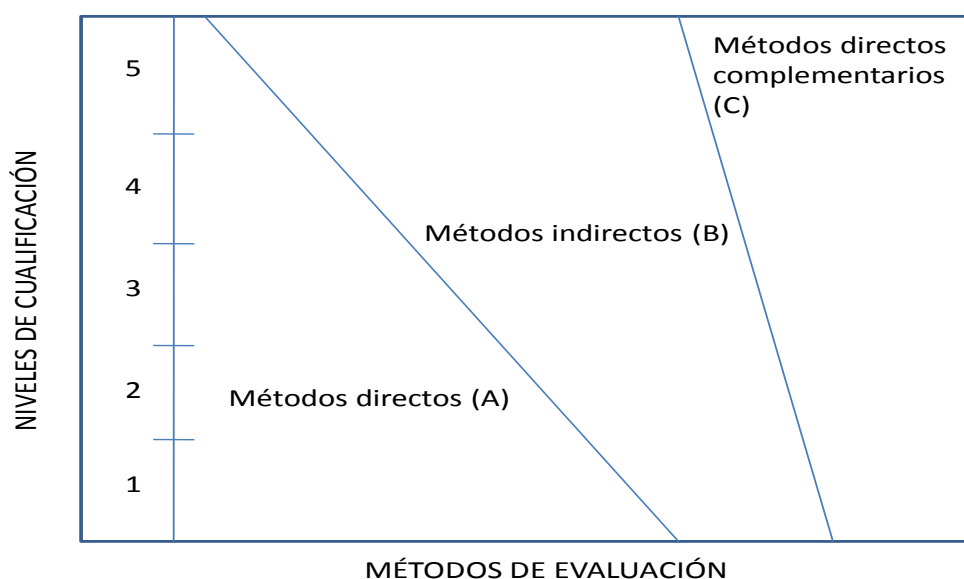 Métodos directos
complementarios
(C)
5
4
Métodos indirectos (B)
3
2
Métodos directos (A)
1
NIVELES DE CUALIFICACIÓN
MÉTODOS DE EVALUACIÓN